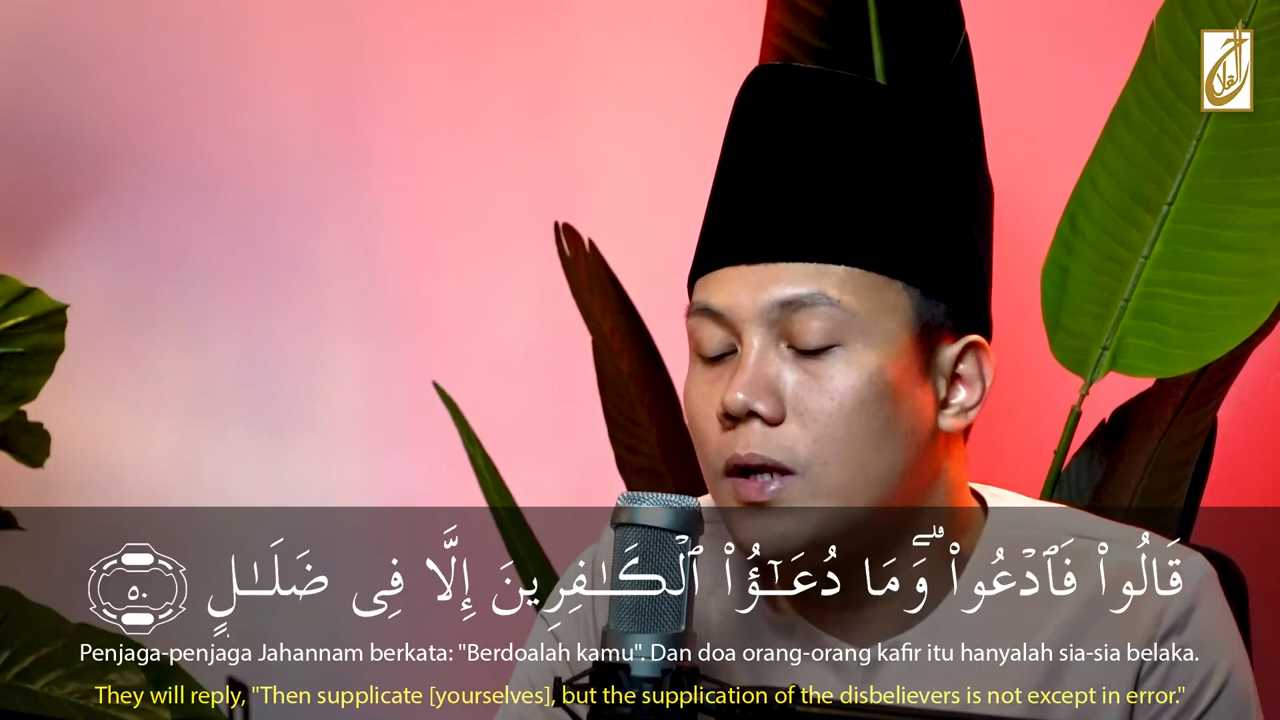 العلا
قَالُوا۟ فَٱدْعُوا۟ ۗ وَمَا دُعَـٰٓؤُا۟ ٱلْكَـٰفِرِينَ إِلَّا فِى ضَلَـٰلٍ ۝٥٠
Penjaga-penjaga Jahannam berkata: "Berdoalah kamu". Dan doa orang-orang kafir itu hanyalah sia-sia belaka.
They will reply, "Then supplicate [yourselves], but the supplication of the disbelievers is not except in error."